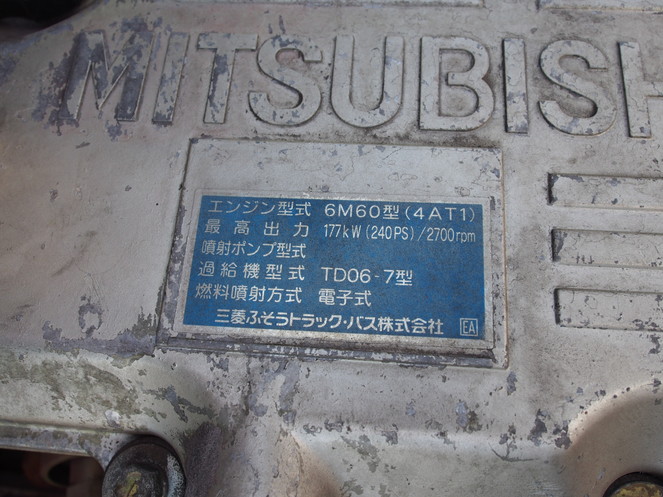 MITSUBISH
エンジン型式 6M60型(4AT1)
最高出力 177kW(240PS)/2700rpm
噴射ポンプ型式
過給機型式 TD06-7型
燃料噴射方式 電子式
三菱ふそうトラック・バス株式会社 EA